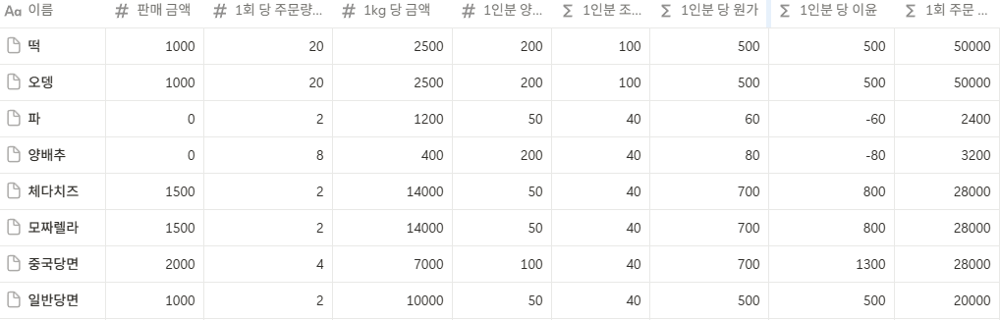 Aa 이름 # 판매 금액 # 1회 당 주문량... # 1kg 당 금액 # 1인분 양... Σ 1인분 조... Σ 1인분 당 원가 Σ 1인분 당 이윤 Σ 1회 주문 ...
떡 1000 20 2500 200 100 500 500 50000
오뎅 1000 20 2500 200 100 500 500 50000
파 0 2 1200 50 40 60 -60 2400
양배추 0 8 400 200 40 80 -80 3200
체다치즈 1500 2 14000 50 40 700 800 28000
모짜렐라 1500 2 14000 50 40 700 800 28000
중국당면 2000 4 7000 100 40 700 1300 28000
일반당면 1000 2 10000 50 40 500 500 20000